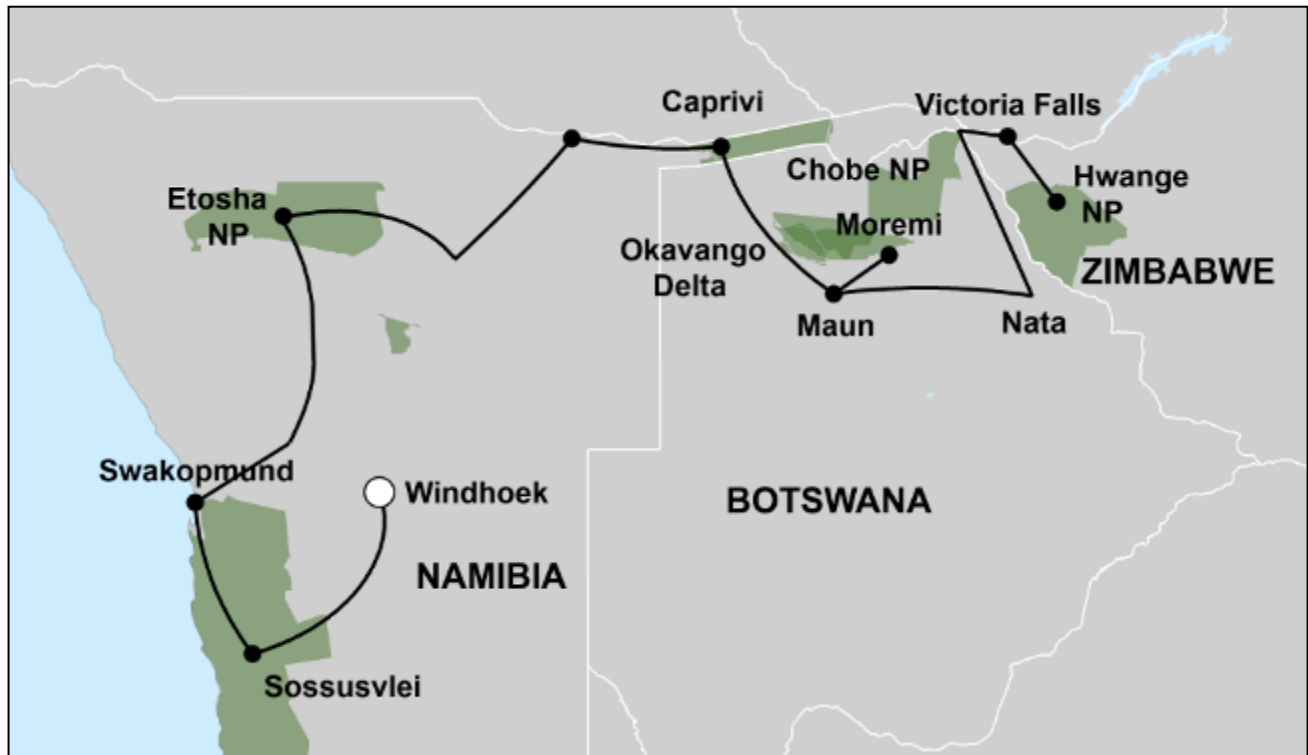 Caprivi
Victoria Falls
Etosha
NP
Chobe NP
Hwange
NP
Moremi
Okavango
Delta
ZIMBABWE
Maun
Nata
Swakopmund
Windhoek
BOTSWANA
NAMIBIA
Sossusvlei